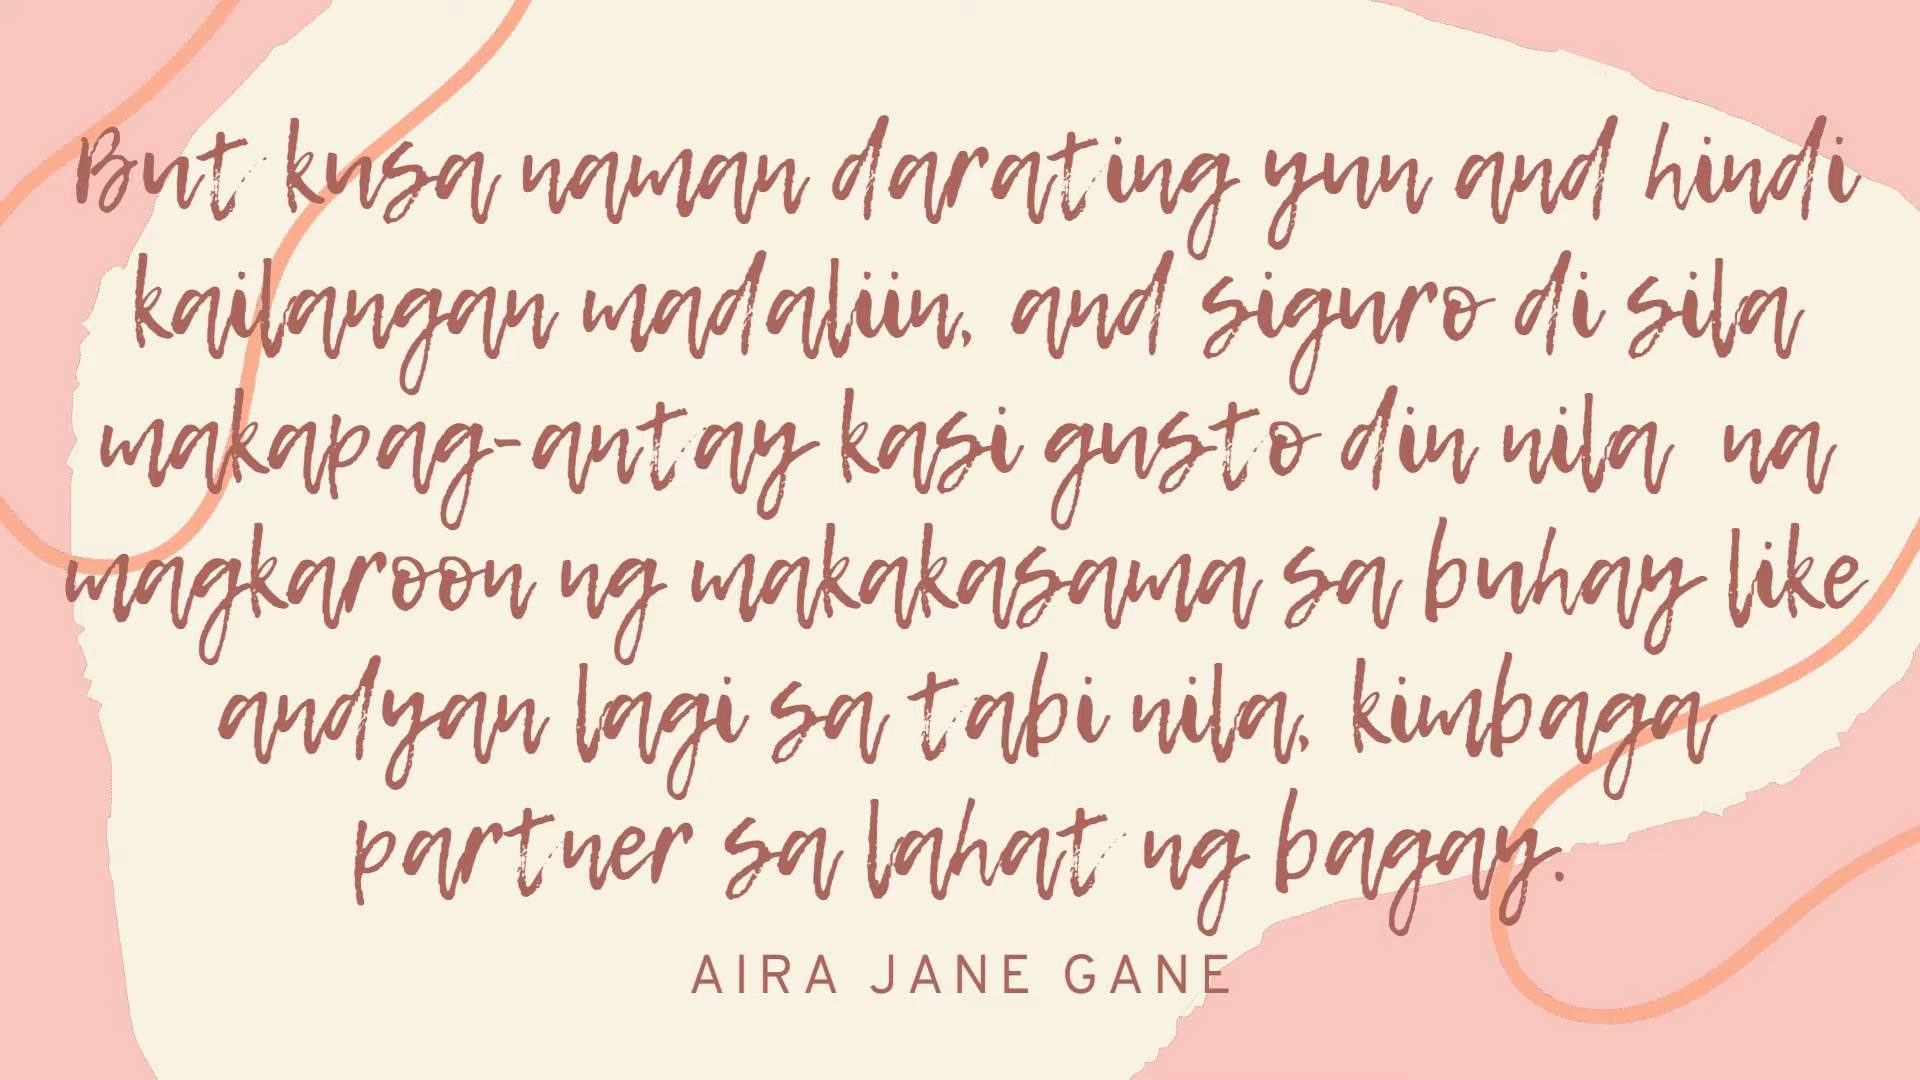 But kusa naman darating yun and hindi
kailangan madaliin, and siguro di sila
makapag-antay kasi gusto din nila na
magkaroon ng makakasama sa buhay like
andyan lagi sa tabi nila, kimbaga
partner sa lahat ng bagay.
AIRA JANE GANE